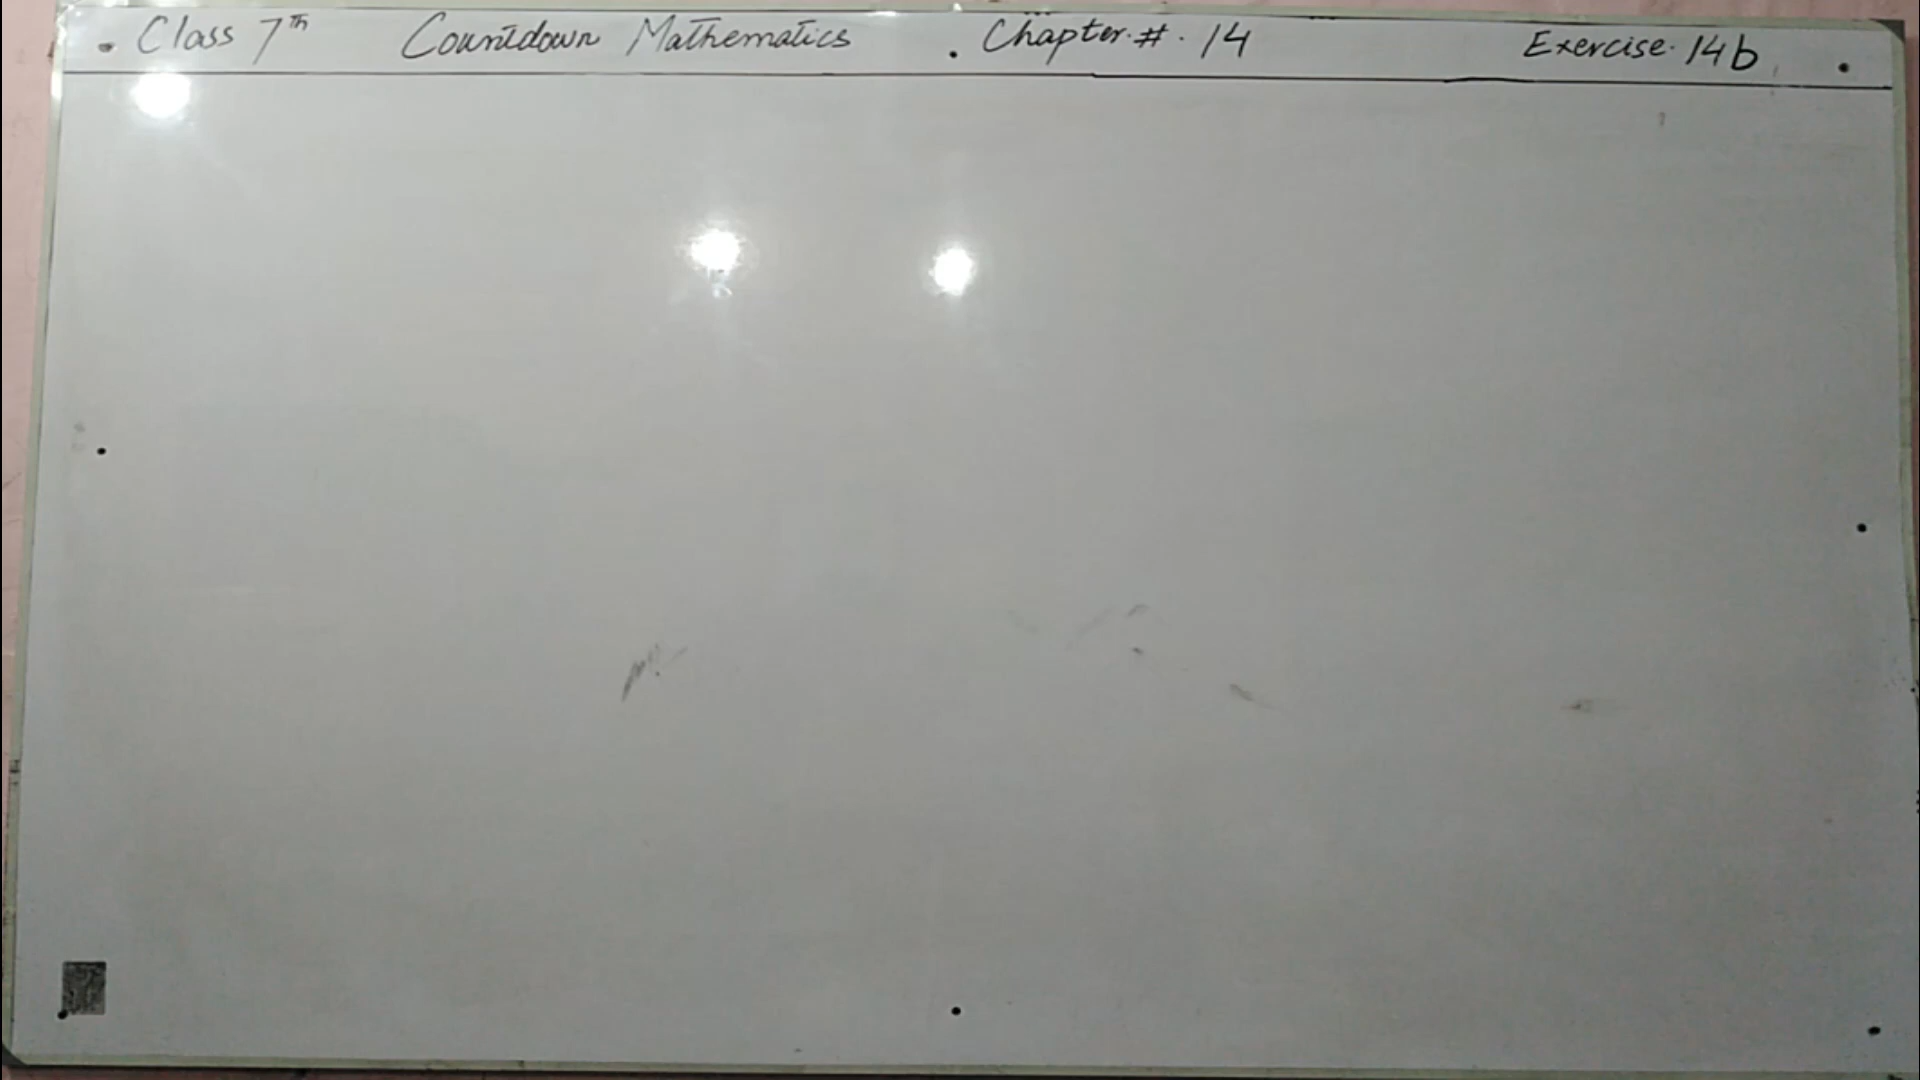 Class 7th Countdown Mathematics . Chapter # . 14 Exercise . 14b